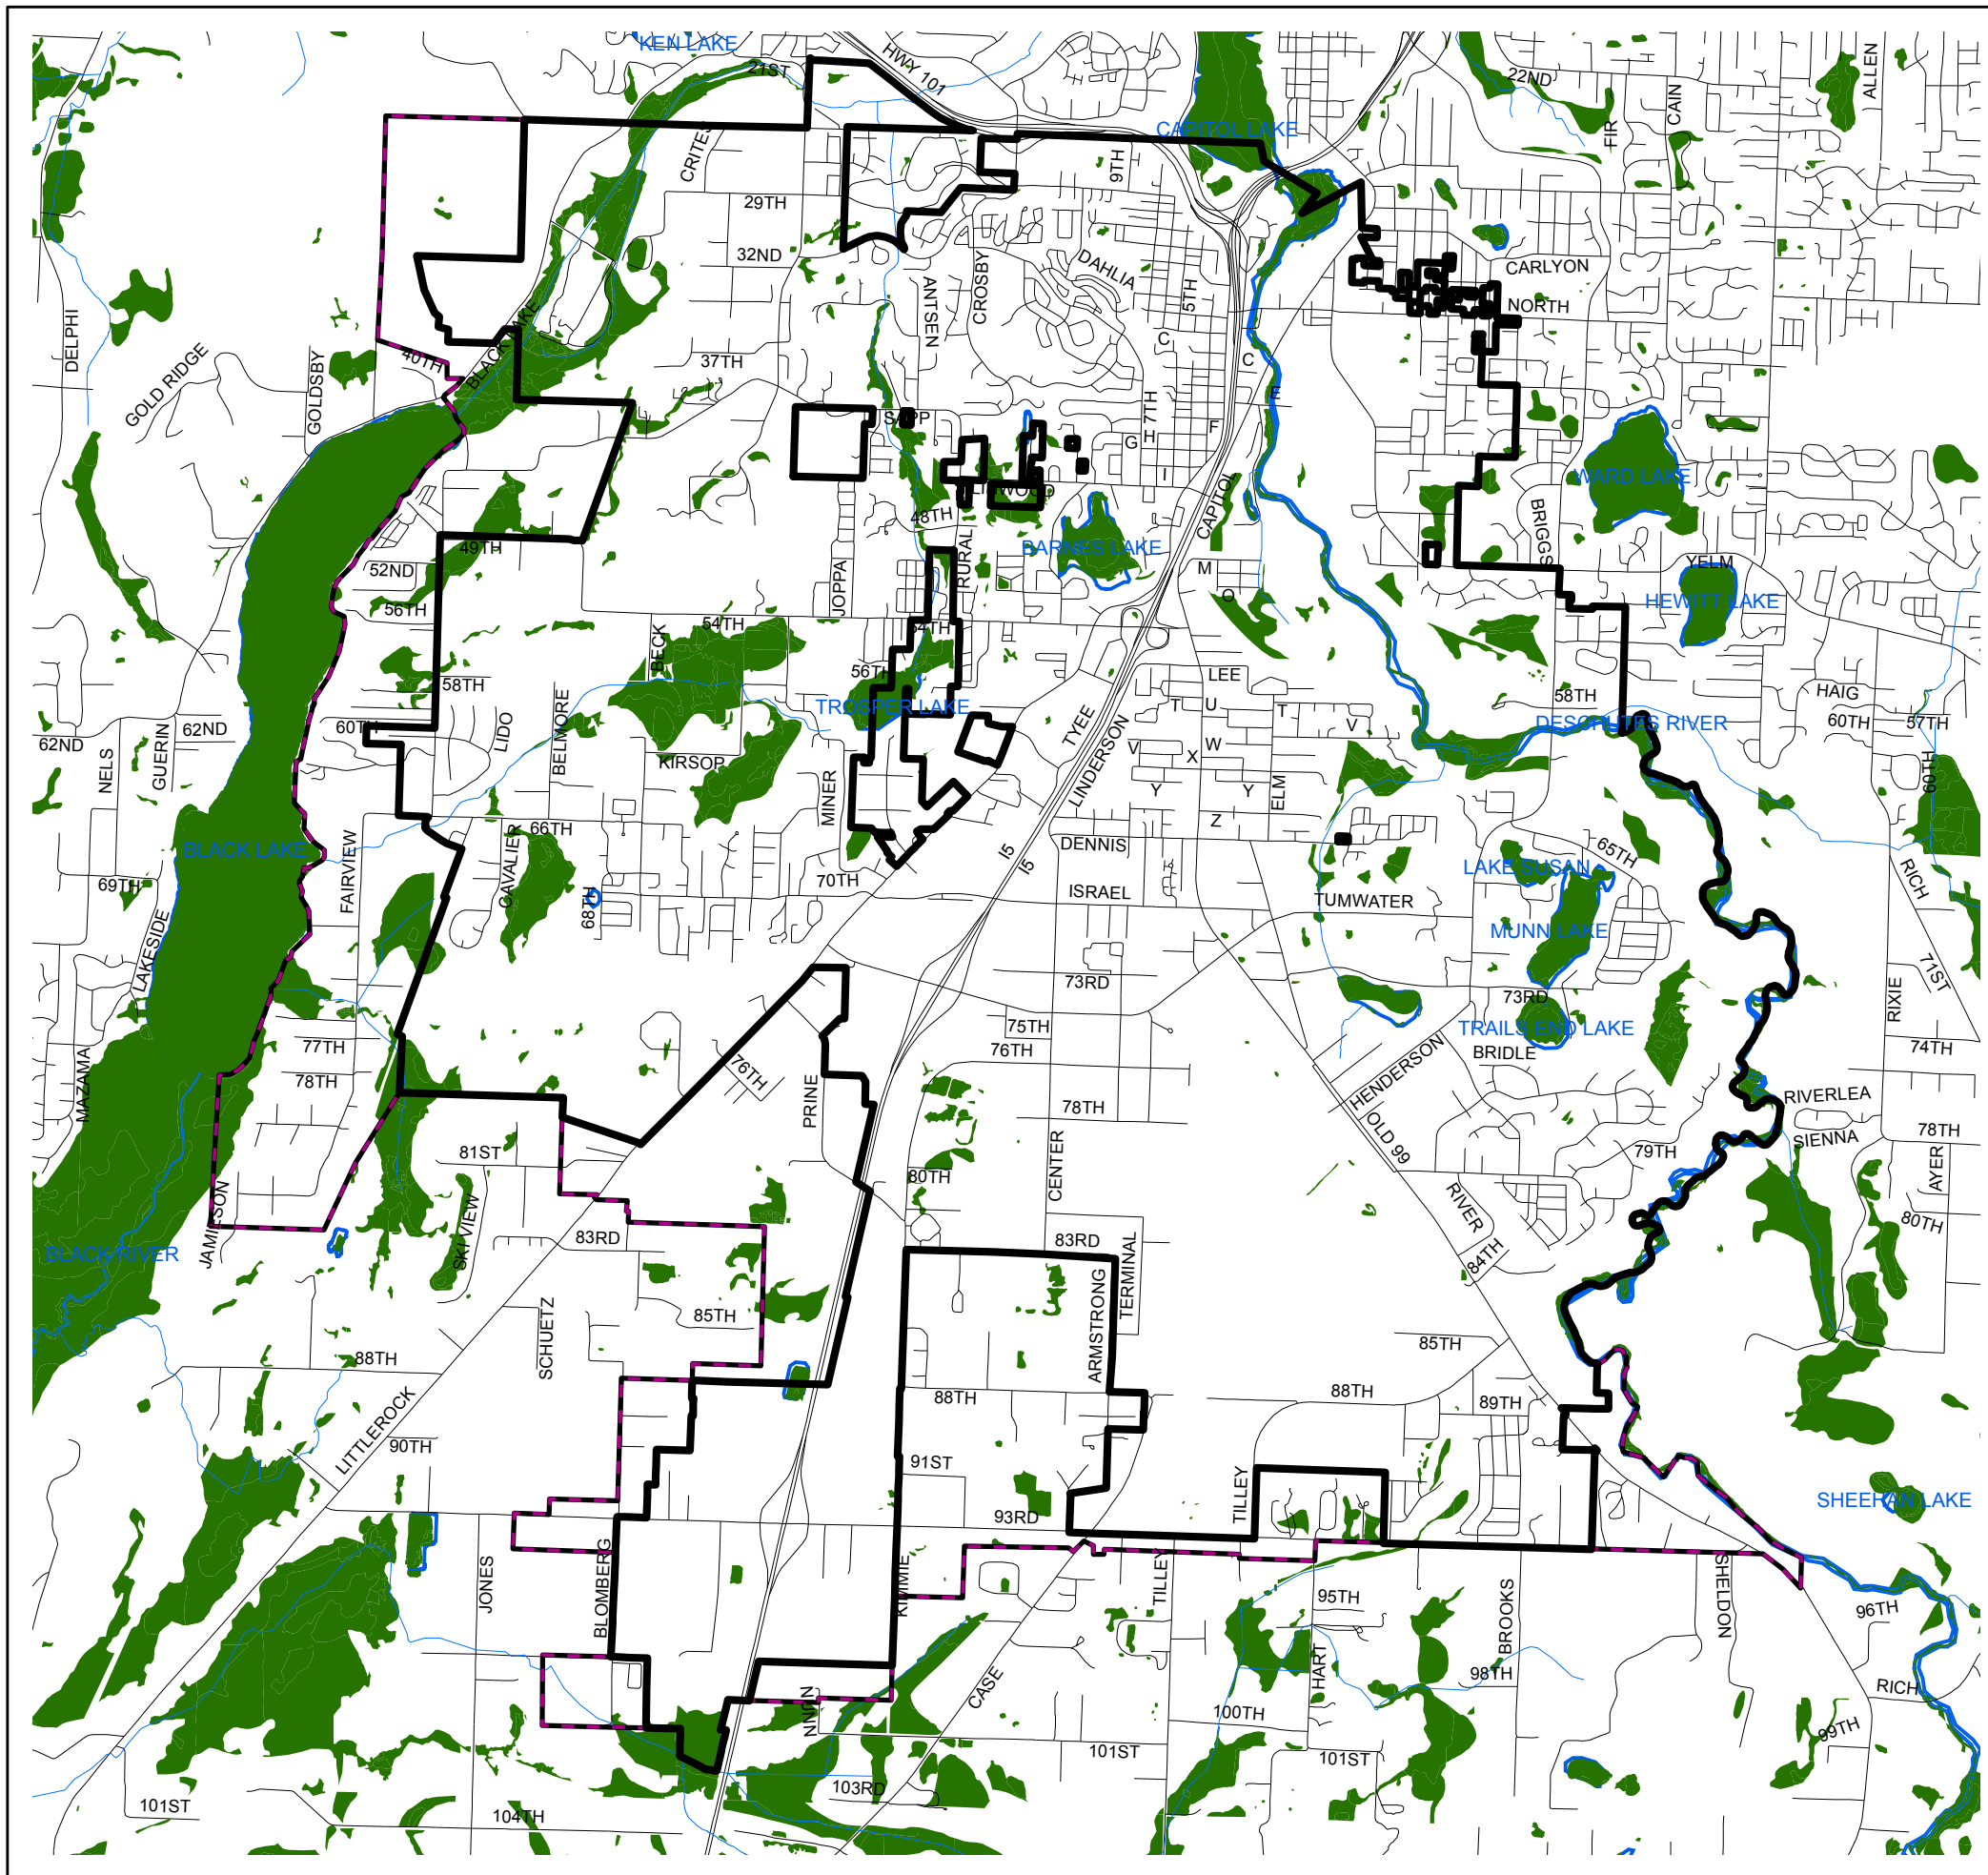 KEN LAKE
21ST
HWY 101
22ND
ALLEN
CAIN
FIR
CAPITOL LAKE
CRITES
9TH
29TH
32ND
ANTSEN
CROSBY
DAHLIA
5TH
CARLYON
NORTH
DELPHI
GOLD RIDGE
GOLDSBY
40TH
BLACK LAKE
37TH
C
C
E
SAPP
7TH
F
G
H
I
LINWOOD
CAPITOL
WARD LAKE
BRIGGS
48TH
49TH
BARNES LAKE
52ND
56TH
JOPPA
RURAL
M
O
YELM
HEWITT LAKE
54TH
54TH
BECK
56TH
58TH
LEE
58TH
HAIG
TROSPER LAKE
T
U
T
V
DESCHUTES RIVER
60TH
57TH
62ND
62ND
NELS
GUERIN
60TH
LIDO
BELMORE
KIRSOP
TYEE
LINDERSON
V
W
X
Y
Y
Z
ELM
60TH
MINER
66TH
CAVALIER
FAIRVIEW
BLACK LAKE
I5
I5
DENNIS
65TH
LAKE SUSAN
RICH
69TH
68TH
70TH
ISRAEL
TUMWATER
MUNN LAKE
LAKESIDE
73RD
73RD
71ST
RIXIE
75TH
TRAILS END LAKE
76TH
77TH
76TH
74TH
BRIDLE
HENDERSON
MAZAMA
78TH
PRINE
78TH
OLD 99
RIVERLEA
SIENNA
78TH
81ST
79TH
CENTER
80TH
AYER
JAMIESON
SKI VIEW
RIVER
80TH
83RD
83RD
84TH
BLACK RIVER
TERMINAL
ARMSTRONG
SCHUETZ
85TH
85TH
88TH
88TH
88TH
89TH
LITTLEROCK
90TH
91ST
TILLEY
SHEEHAN LAKE
93RD
JONES
BLOMBERG
KIMMIE
TILLEY
95TH
BROOKS
SHELDON
96TH
HART
98TH
RICH
CASE
NUNN
100TH
99TH
101ST
101ST
103RD
101ST
104TH